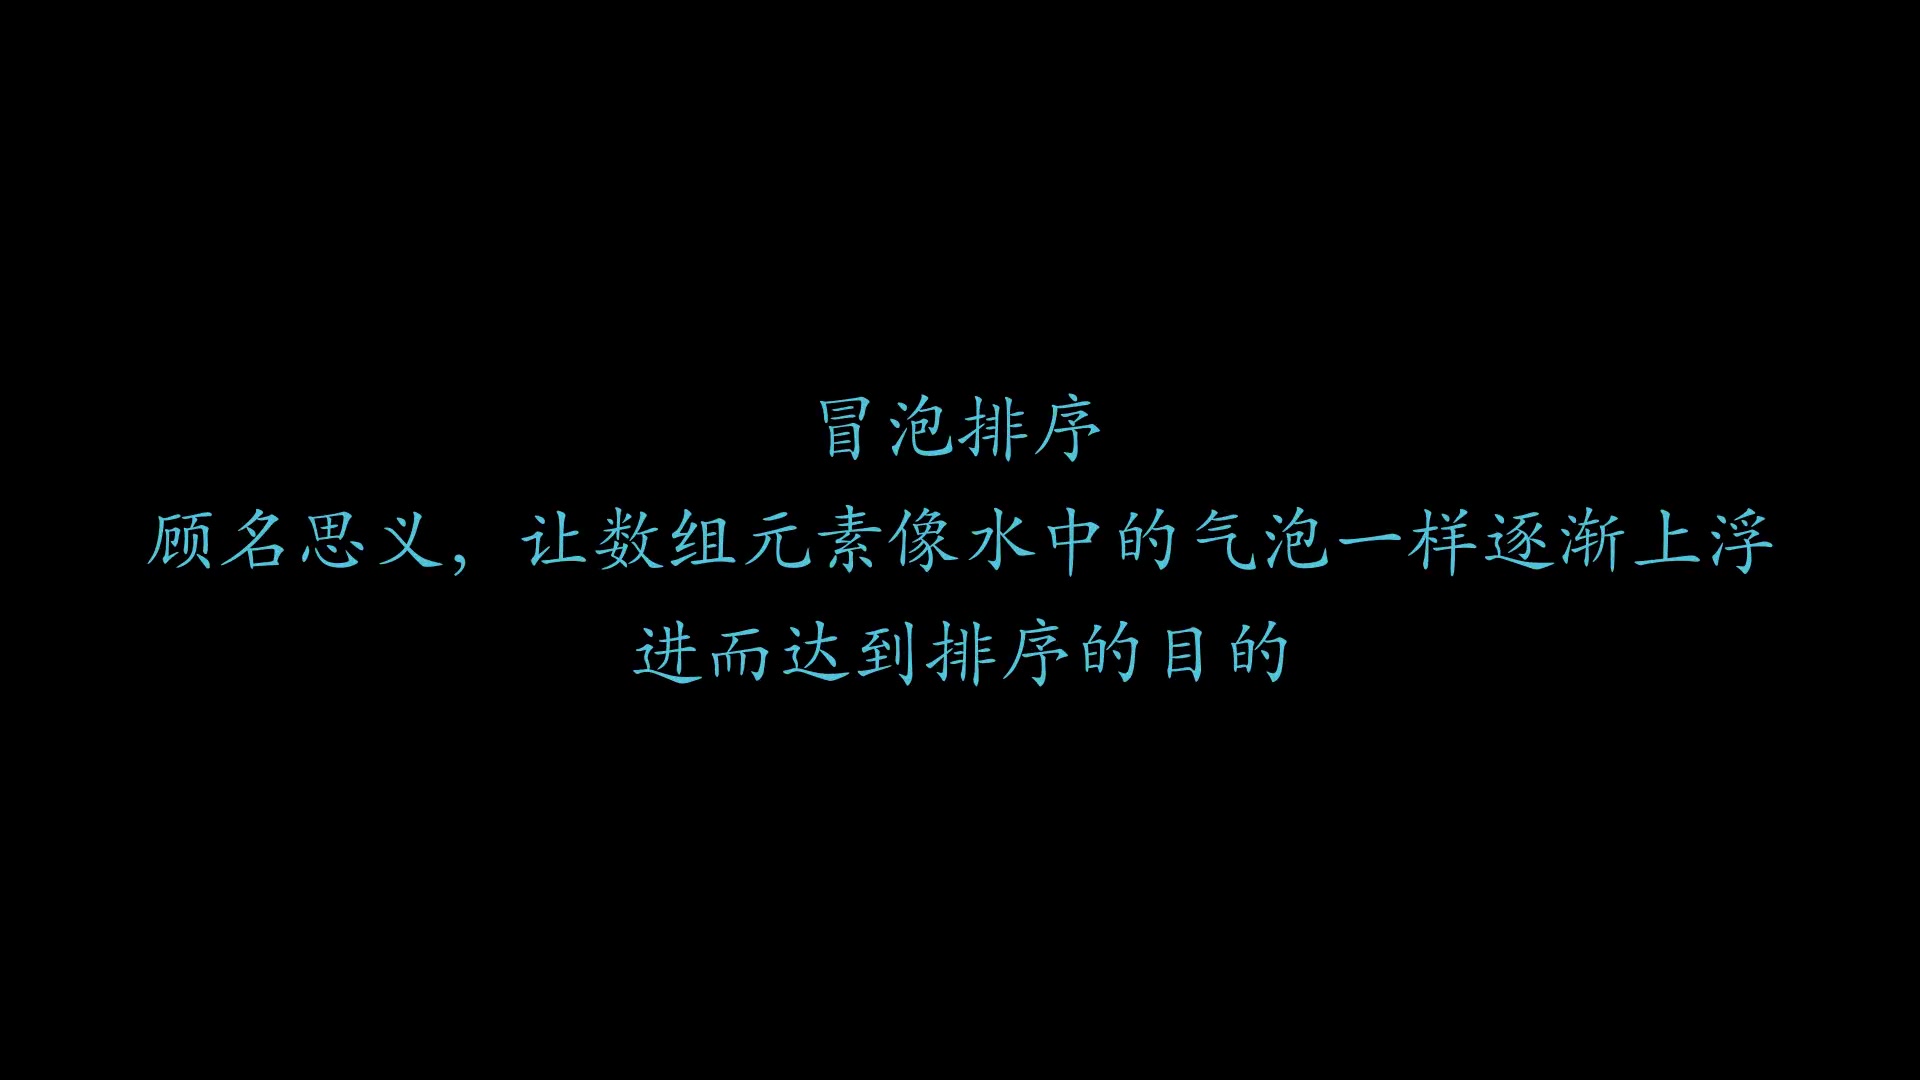 冒泡排序
顾名思义，让数组元素像水中的气泡一样逐渐上浮
进而达到排序的目的